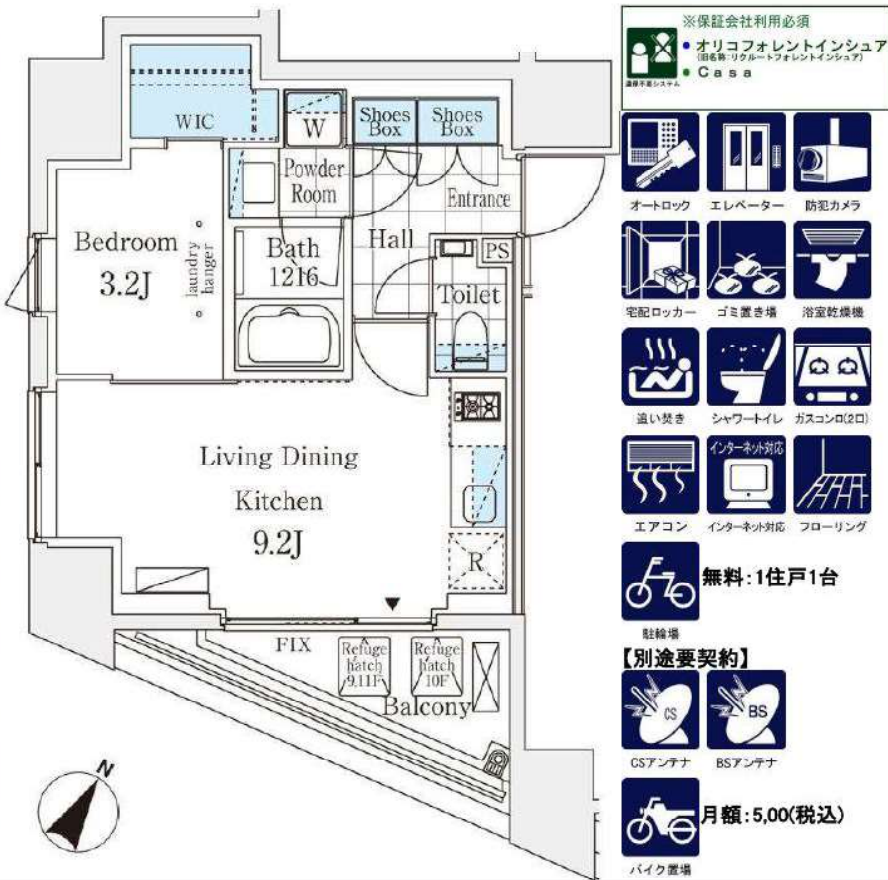 WIC
W
Shoes
Box
Shoes
Box
Powder
Room
Entrance
Bedroom
3.2J
laundry
hanger
Bath
1216
Hall
PS
Toilet
Living Dining
Kitchen
9.2J
R
FIX
Refuge
hatch
9,11F
Refuge
hatch
10F
Balcony
N
※保証会社利用必須
オリコフォレントインシュア
(旧名称:リクルートフォレントインシュア)
Casa
オートロック
エレベーター
防犯カメラ
宅配ロッカー
ゴミ置き場
浴室乾燥機
追い焚き
シャワートイレ
ガスコンロ(2口)
エアコン
インターネット対応
インターネット対応
フローリング
無料:1住戸1台
駐輪場
【別途要契約】
CS
BS
CSアンテナ
BSアンテナ
月額:5,00(税込)
バイク置場